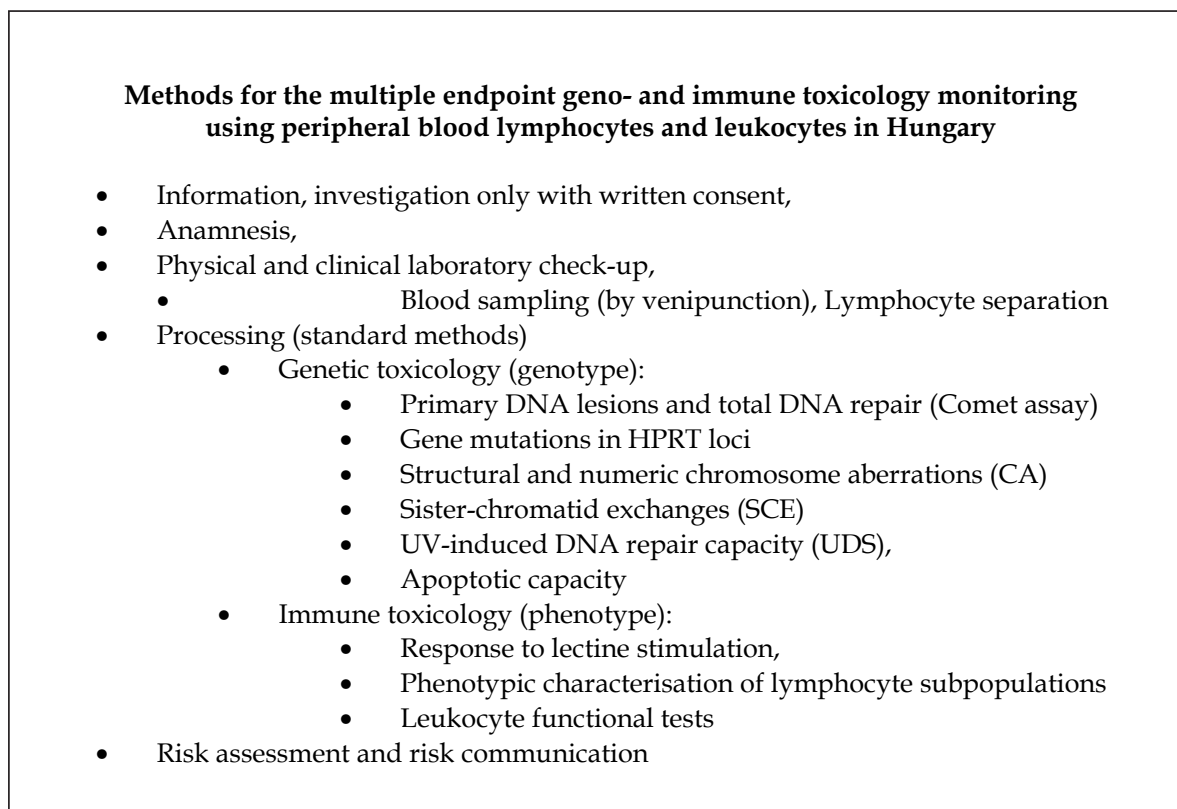 Methods for the multiple endpoint geno- and immune toxicology monitoring
using peripheral blood lymphocytes and leukocytes in Hungary
• Information, investigation only with written consent,
• Anamnesis,
• Physical and clinical laboratory check-up,
• Blood sampling (by venipunction), Lymphocyte separation
• Processing (standard methods)
• Genetic toxicology (genotype):
• Primary DNA lesions and total DNA repair (Comet assay)
• Gene mutations in HPRT loci
• Structural and numeric chromosome aberrations (CA)
• Sister-chromatid exchanges (SCE)
• UV-induced DNA repair capacity (UDS),
• Apoptotic capacity
• Immune toxicology (phenotype):
• Response to lectine stimulation,
• Phenotypic characterisation of lymphocyte subpopulations
• Leukocyte functional tests
• Risk assessment and risk communication